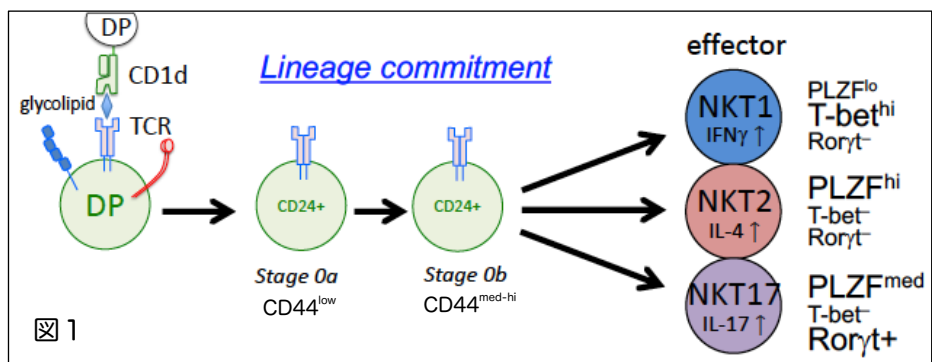 DP
CD1d
glycolipid
TCR
DP
Lineage commitment
CD24+
Stage 0a
CD44low
CD24+
Stage 0b
CD44med-hi
effector
NKT1
IFNγ ↑
PLZFlo
T-bethi
Rorγt−
NKT2
IL-4 ↑
PLZFhi
T-bet−
Rorγt−
NKT17
IL-17 ↑
PLZFmed
T-bet−
Rorγt+
図1